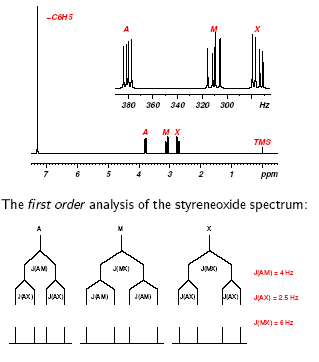 -C6H5
A M X
380 360 340 320 300 Hz
A M X TMS
7 6 5 4 3 2 1 ppm
The first order analysis of the styreneoxide spectrum:
A M X
J(AM) J(MX) J(MX)
J(AM) = 4 Hz
J(AX) J(AX) J(AM) J(AM) J(AX) J(AX)
J(AX) = 2.5 Hz
J(MX) = 6 Hz